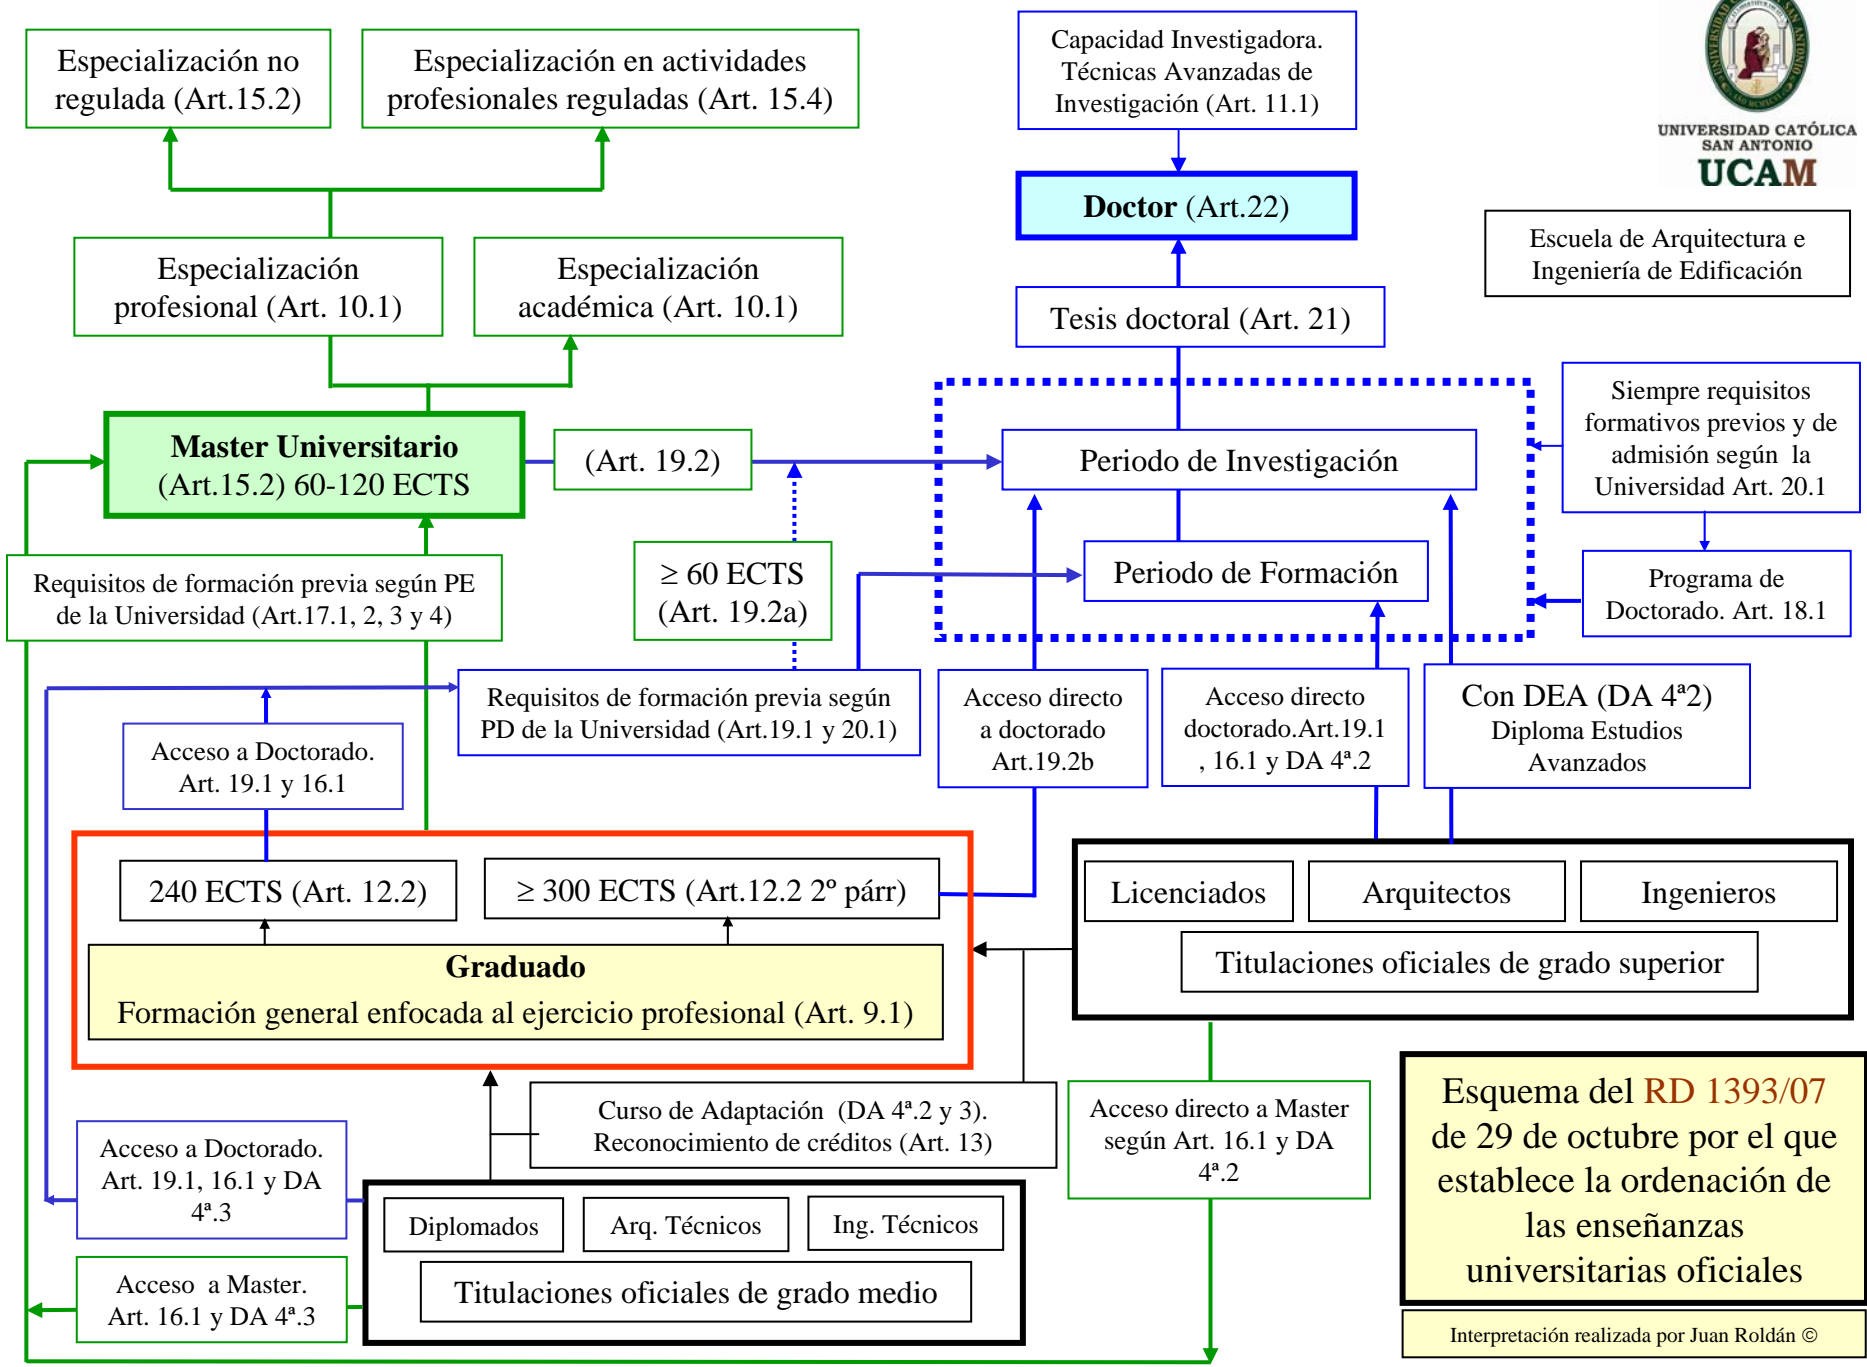 Especialización no
regulada (Art.15.2)
Especialización en actividades
profesionales reguladas (Art. 15.4)
Capacidad Investigadora.
Técnicas Avanzadas de
Investigación (Art. 11.1)
UNIVERSIDAD CATÓLICA
SAN ANTONIO
UCAM
Doctor (Art.22)
Escuela de Arquitectura e
Ingeniería de Edificación
Especialización
profesional (Art. 10.1)
Especialización
académica (Art. 10.1)
Tesis doctoral (Art. 21)
Siempre requisitos
formativos previos y de
admisión según la
Universidad Art. 20.1
Master Universitario
(Art.15.2) 60-120 ECTS
(Art. 19.2)
Periodo de Investigación
Requisitos de formación previa según PE
de la Universidad (Art.17.1, 2, 3 y 4)
≥ 60 ECTS
(Art. 19.2a)
Periodo de Formación
Programa de
Doctorado. Art. 18.1
Requisitos de formación previa según
PD de la Universidad (Art.19.1 y 20.1)
Acceso directo
a doctorado
Art.19.2b
Acceso directo
doctorado.Art.19.1
, 16.1 y DA 4ª.2
Con DEA (DA 4ª2)
Diploma Estudios
Avanzados
Acceso a Doctorado.
Art. 19.1 y 16.1
240 ECTS (Art. 12.2)
≥ 300 ECTS (Art.12.2 2º párr)
Licenciados
Arquitectos
Ingenieros
Titulaciones oficiales de grado superior
Graduado
Formación general enfocada al ejercicio profesional (Art. 9.1)
Curso de Adaptación (DA 4ª.2 y 3).
Reconocimiento de créditos (Art. 13)
Acceso directo a Master
según Art. 16.1 y DA
4ª.2
Esquema del RD 1393/07
de 29 de octubre por el que
establece la ordenación de
las enseñanzas
universitarias oficiales
Acceso a Doctorado.
Art. 19.1, 16.1 y DA
4ª.3
Diplomados
Arq. Técnicos
Ing. Técnicos
Titulaciones oficiales de grado medio
Acceso a Master.
Art. 16.1 y DA 4ª.3
Interpretación realizada por Juan Roldán ©